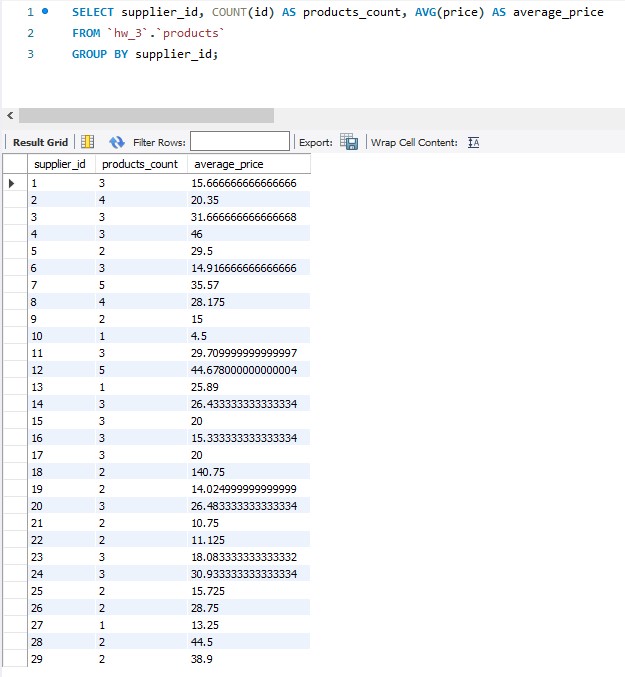 1 SELECT supplier_id, COUNT(id) AS products_count, AVG(price) AS average_price
2 FROM `hw_3`.`products`
3 GROUP BY supplier_id;
Result Grid Filter Rows: Export: Wrap Cell Content: IA
supplier_id products_count average_price
1 3 15.666666666666666
2 4 20.35
3 3 31.666666666666668
4 3 46
5 2 29.5
6 3 14.916666666666666
7 5 35.57
8 4 28.175
9 2 15
10 1 4.5
11 3 29.709999999999997
12 5 44.678000000000004
13 1 25.89
14 3 26.433333333333334
15 3 20
16 3 15.333333333333334
17 3 20
18 2 140.75
19 2 14.024999999999999
20 3 26.483333333333334
21 2 10.75
22 2 11.125
23 3 18.083333333333332
24 3 30.933333333333334
25 2 15.725
26 2 28.75
27 1 13.25
28 2 44.5
29 2 38.9